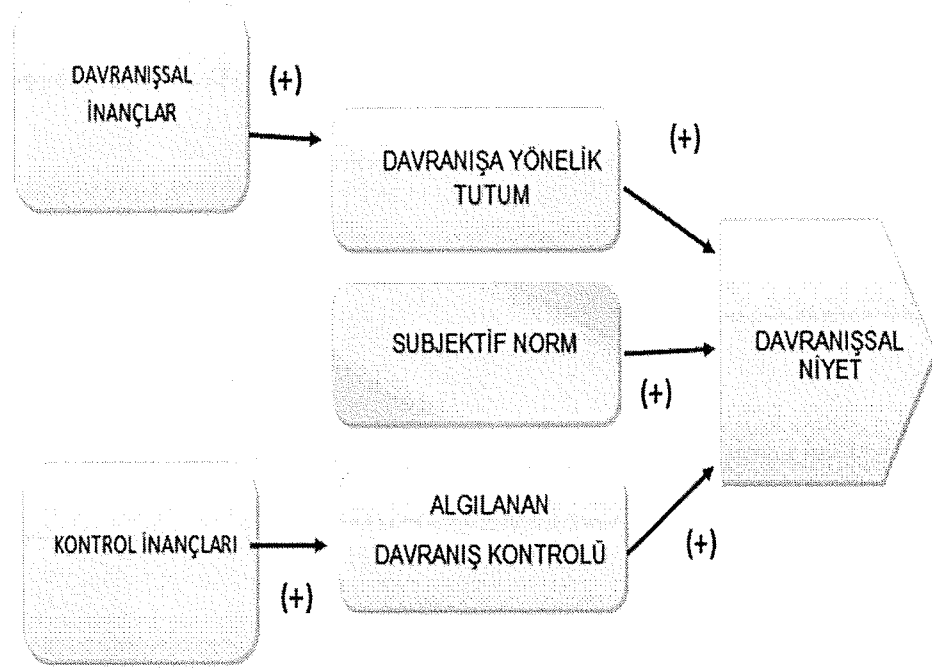 DAVRANIŞSAL
İNANÇLAR
(+)
DAVRANIŞA YÖNELİK
TUTUM
(+)
SUBJEKTİF NORM
(+)
DAVRANIŞSAL
NİYET
KONTROL İNANÇLARI
(+)
ALGILANAN
DAVRANIŞ KONTROLÜ
(+)